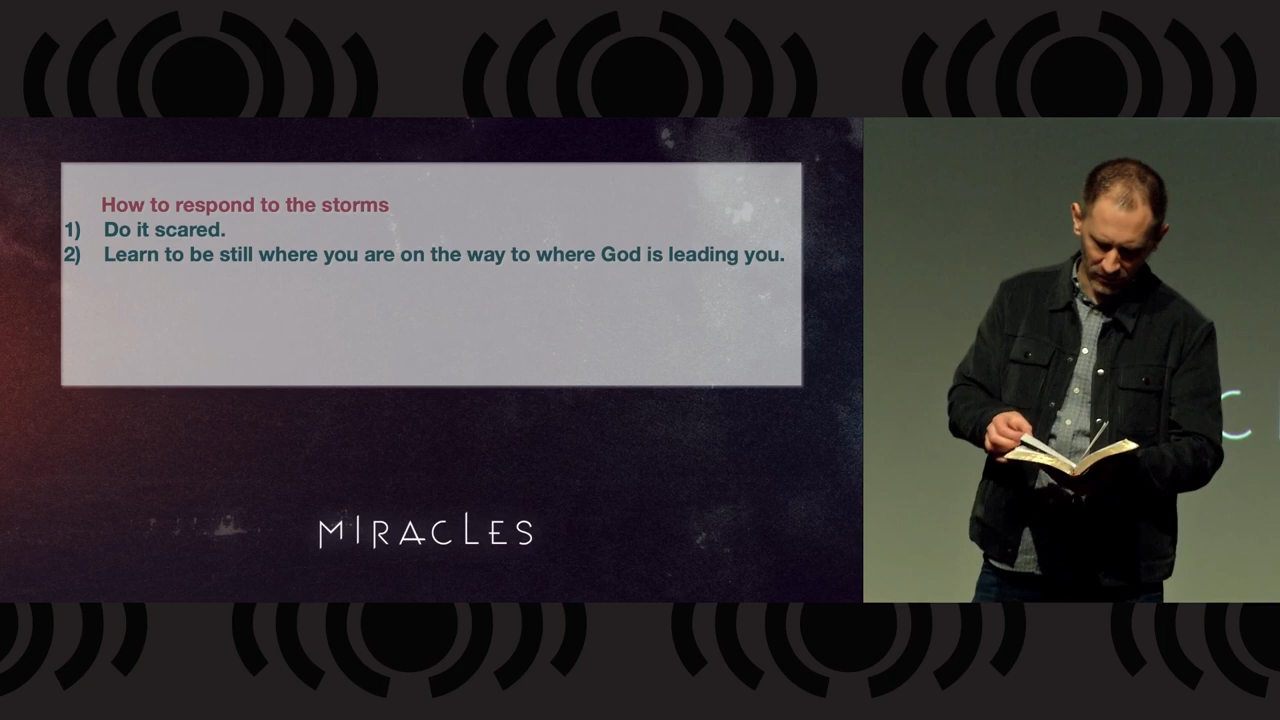 How to respond to the storms
1) Do it scared.
2) Learn to be still where you are on the way to where God is leading you.
MIRACLES
C